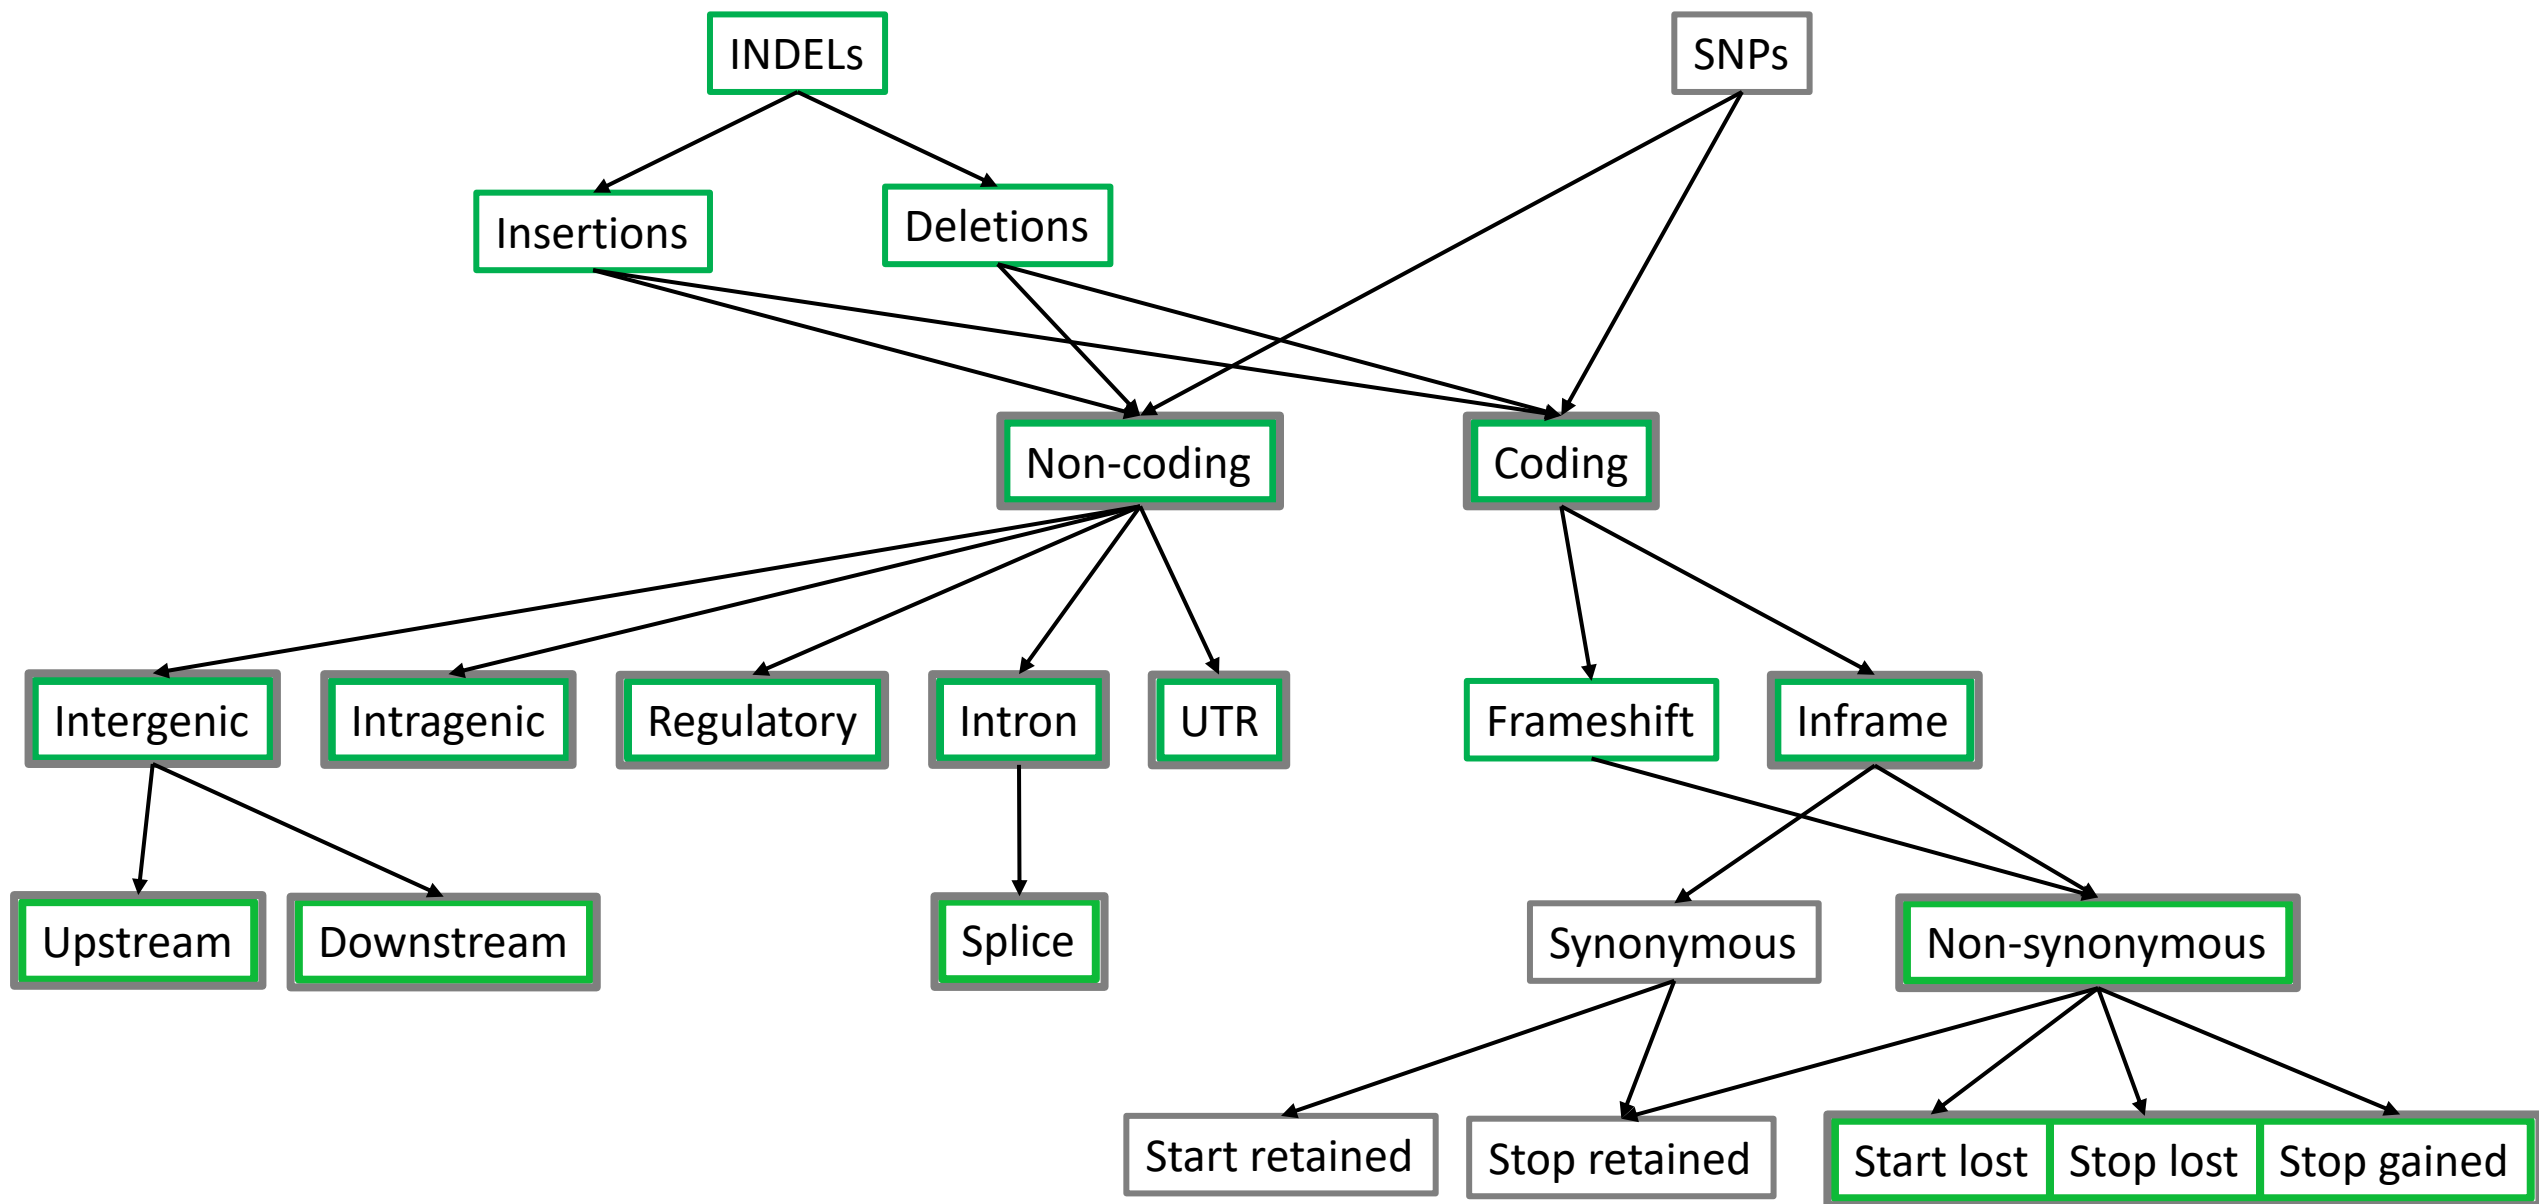 INDELs
SNPs
Insertions
Deletions
Non-coding
Coding
Intergenic
Intragenic
Regulatory
Intron
UTR
Frameshift
Inframe
Upstream
Downstream
Splice
Synonymous
Non-synonymous
Start retained
Stop retained
Start lost
Stop lost
Stop gained